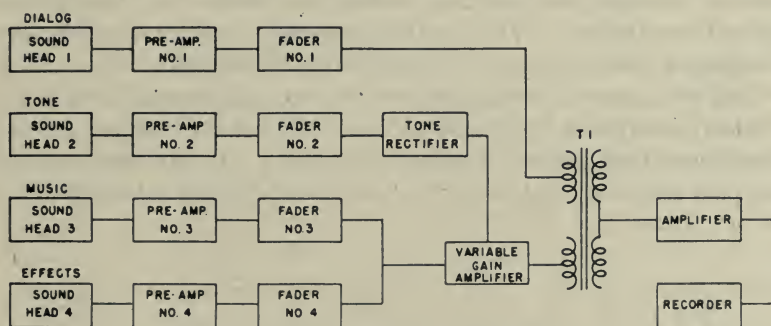 DIALOG
SOUND
HEAD 1
PRE-AMP.
NO. 1
FADER
NO. 1
TONE
SOUND
HEAD 2
PRE-AMP
NO. 2
FADER
NO. 2
TONE
RECTIFIER
T1
MUSIC
SOUND
HEAD 3
PRE-AMP.
NO. 3
FADER
NO. 3
VARIABLE
GAIN
AMPLIFIER
AMPLIFIER
EFFECTS
SOUND
HEAD 4
PRE-AMP
NO. 4
FADER
NO 4
RECORDER